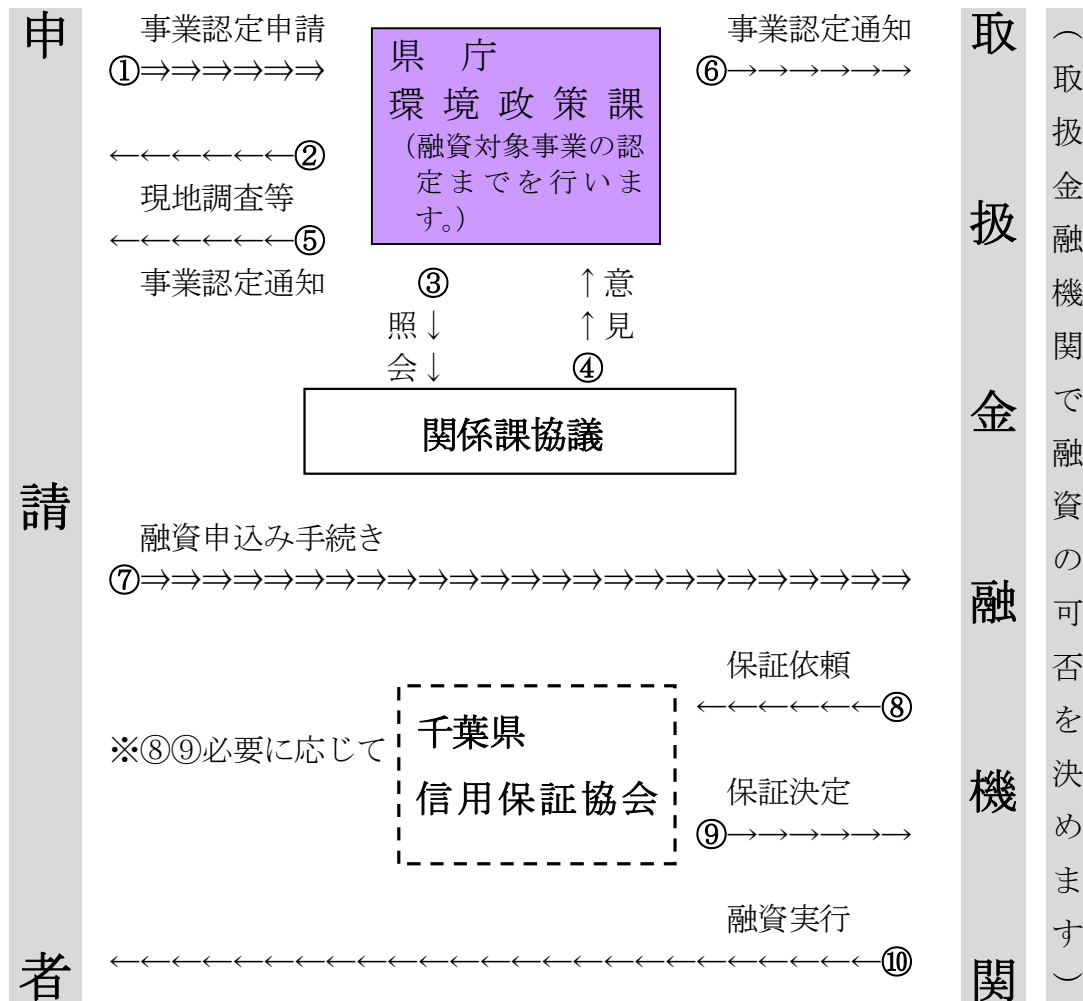 申請者
事業認定申請
①⇒⇒⇒⇒⇒⇒
←←←←←←②
現地調査等
←←←←←←⑤
事業認定通知
県庁
環境政策課
（融資対象事業の認
定までを行いま
す。）
事業認定通知
⑥→→→→→→
③
照↓
会↓
↑意
↑見
④
関係課協議
融資申込み手続き
⑦⇒⇒⇒⇒⇒⇒⇒⇒⇒⇒⇒⇒⇒⇒⇒⇒⇒⇒⇒⇒⇒⇒⇒⇒⇒
保証依頼
←←←←←←⑧
※⑧⑨必要に応じて
千葉県
信用保証協会
保証決定
⑨→→→→→→
融資実行
←←←←←←←←←←←←←←←←←←←←←←←←←⑩
取扱金融機関
（取扱金融機関で融資の可否を決めます）